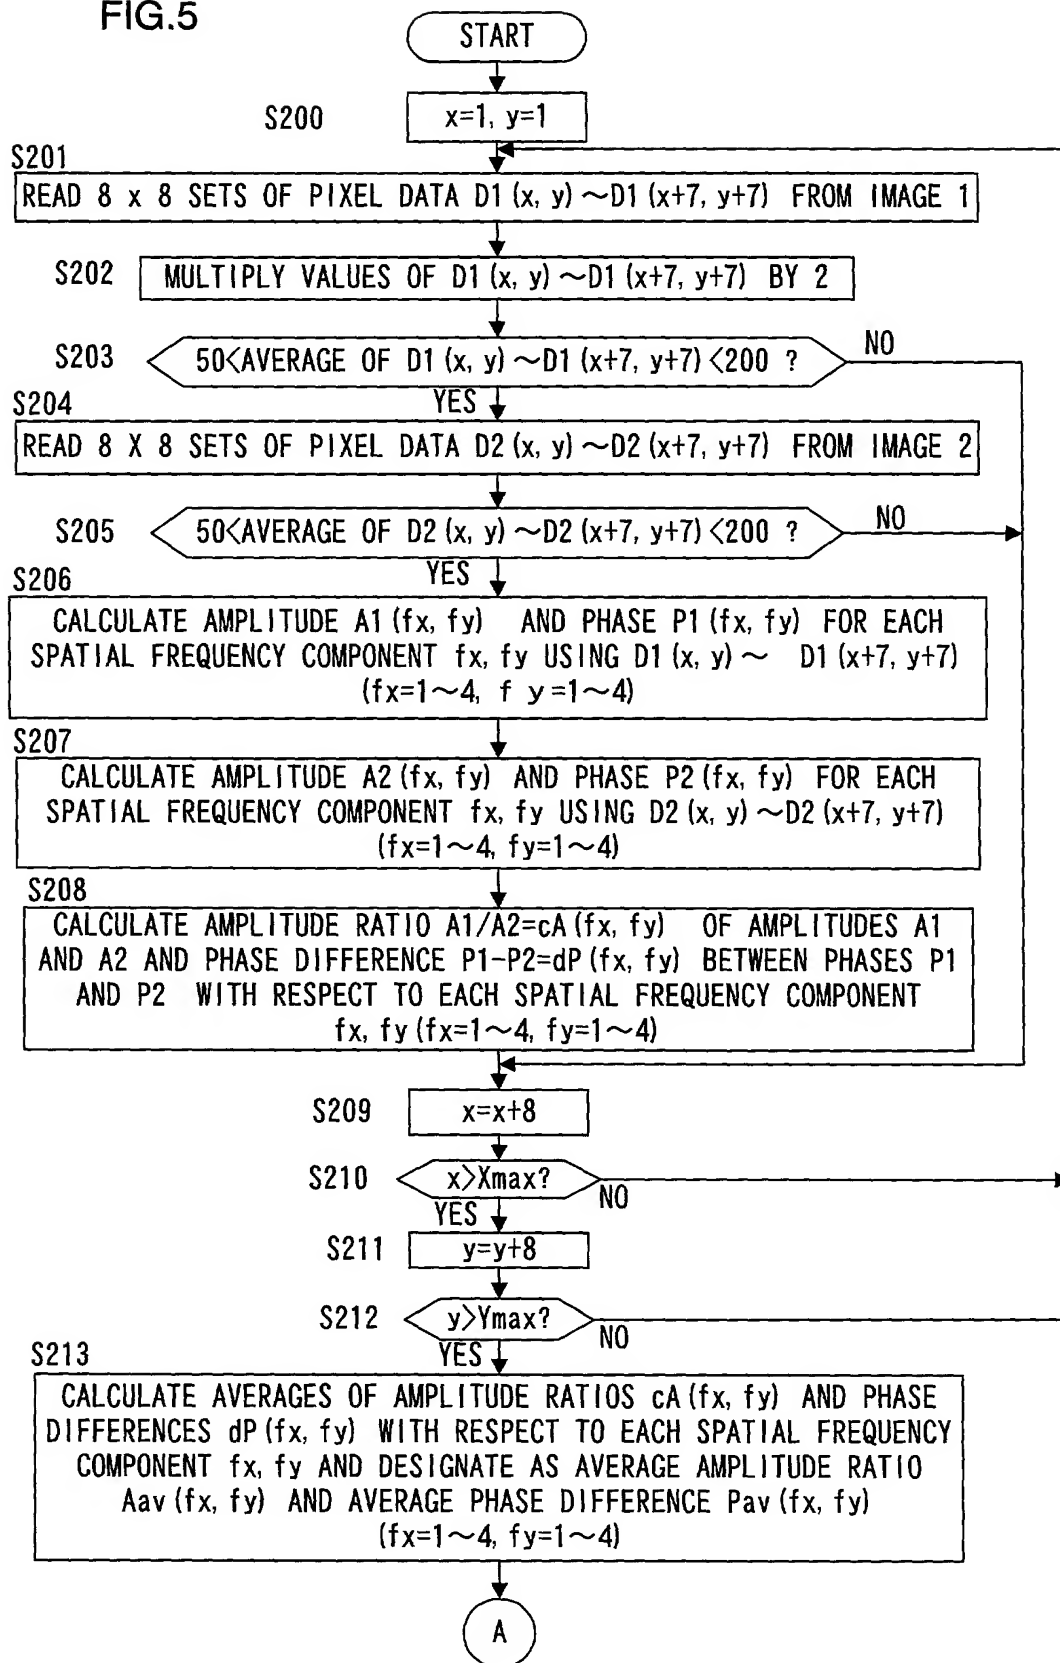 FIG.5
START
S200
x=1, y=1
S201
READ 8 x 8 SETS OF PIXEL DATA D1(x, y)~D1(x+7, y+7) FROM IMAGE 1
S202
MULTIPLY VALUES OF D1(x, y)~D1(x+7, y+7) BY 2
S203
50<AVERAGE OF D1(x, y)~D1(x+7, y+7)<200 ?
NO
YES
S204
READ 8 X 8 SETS OF PIXEL DATA D2(x, y)~D2(x+7, y+7) FROM IMAGE 2
S205
50<AVERAGE OF D2(x, y)~D2(x+7, y+7)<200 ?
NO
YES
S206
CALCULATE AMPLITUDE A1(fx, fy) AND PHASE P1(fx, fy) FOR EACH
SPATIAL FREQUENCY COMPONENT fx, fy USING D1(x, y)~ D1(x+7, y+7)
(fx=1~4, f y=1~4)
S207
CALCULATE AMPLITUDE A2(fx, fy) AND PHASE P2(fx, fy) FOR EACH
SPATIAL FREQUENCY COMPONENT fx, fy USING D2(x, y)~D2(x+7, y+7)
(fx=1~4, fy=1~4)
S208
CALCULATE AMPLITUDE RATIO A1/A2=cA(fx, fy) OF AMPLITUDES A1
AND A2 AND PHASE DIFFERENCE P1-P2=dP(fx, fy) BETWEEN PHASES P1
AND P2 WITH RESPECT TO EACH SPATIAL FREQUENCY COMPONENT
fx, fy(fx=1~4, fy=1~4)
S209
x=x+8
S210
x>Xmax?
NO
YES
S211
y=y+8
S212
y>Ymax?
NO
YES
S213
CALCULATE AVERAGES OF AMPLITUDE RATIOS cA(fx, fy) AND PHASE
DIFFERENCES dP(fx, fy) WITH RESPECT TO EACH SPATIAL FREQUENCY
COMPONENT fx, fy AND DESIGNATE AS AVERAGE AMPLITUDE RATIO
Aav(fx, fy) AND AVERAGE PHASE DIFFERENCE Pav(fx, fy)
(fx=1~4, fy=1~4)
A